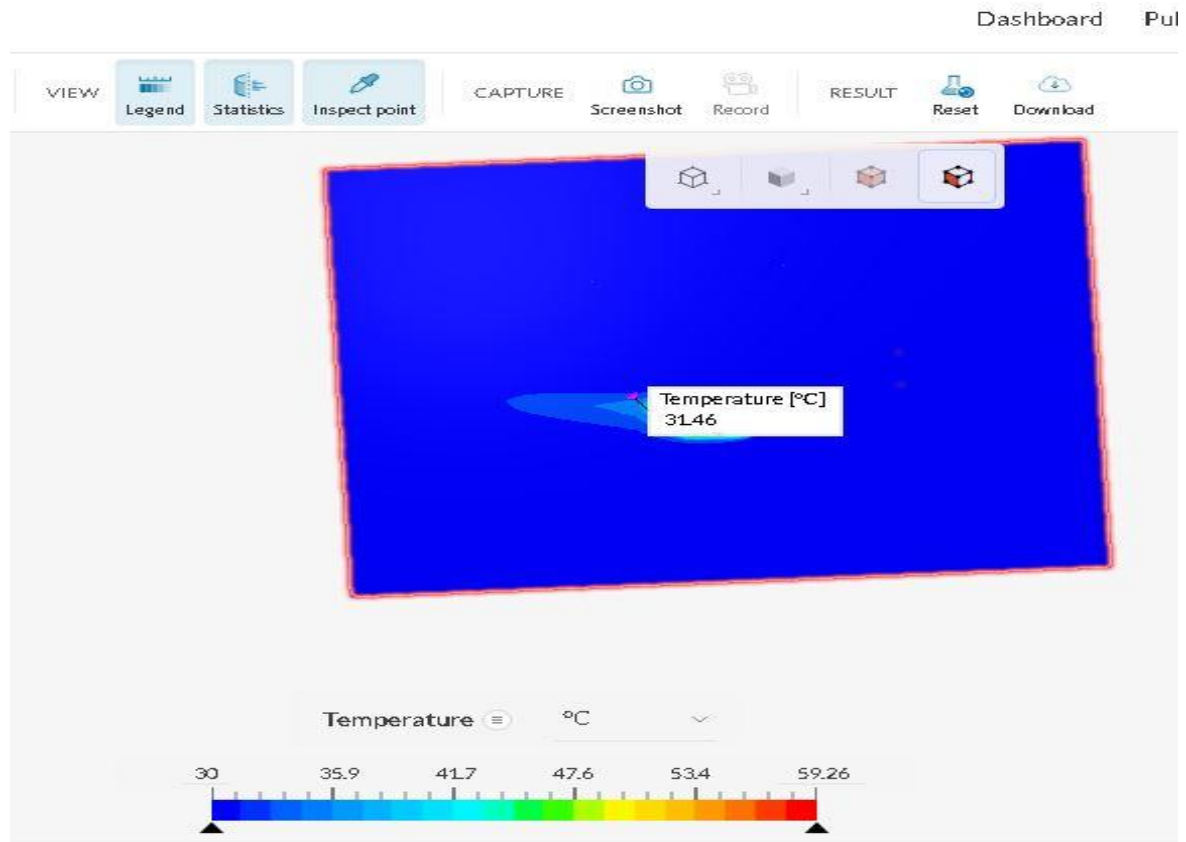 Dashboard Pul
VIEW Legend Statistics Inspect point CAPTURE Screenshot Record RESULT Reset Download
Temperature [°C]
31.46
Temperature °C
30 35.9 41.7 47.6 53.4 59.26